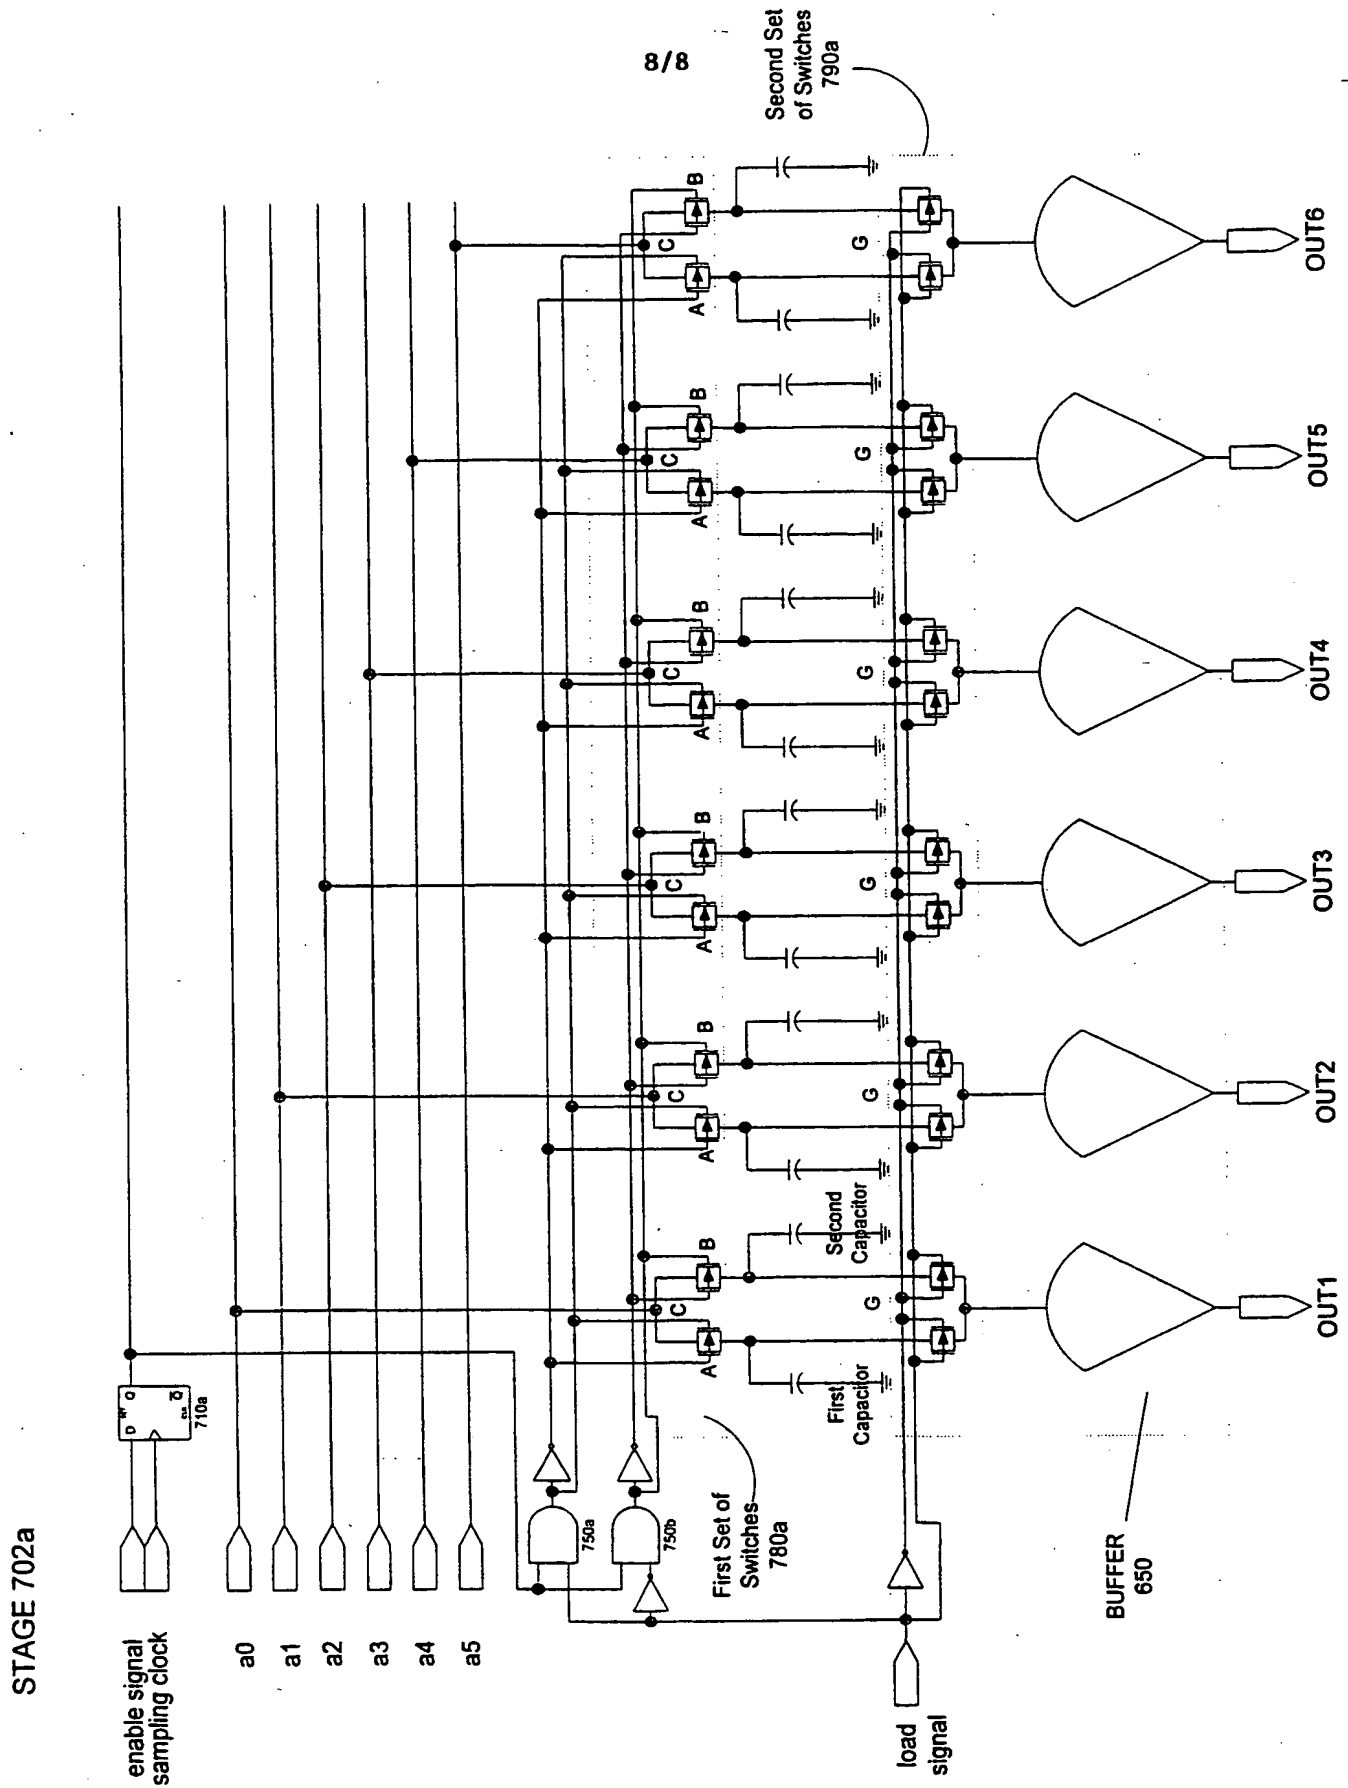 8/8
STAGE 702a
enable signal
sampling clock
D
Q
Q
CLR
710a
a0
a1
a2
a3
a4
a5
750a
750b
First Set of
Switches
780a
Second Set
of Switches
790a
A
C
B
A
C
B
A
C
B
A
C
B
A
C
B
A
C
B
First
Capacitor
Second
Capacitor
G
G
G
G
G
G
load
signal
BUFFER
650
OUT1
OUT2
OUT3
OUT4
OUT5
OUT6